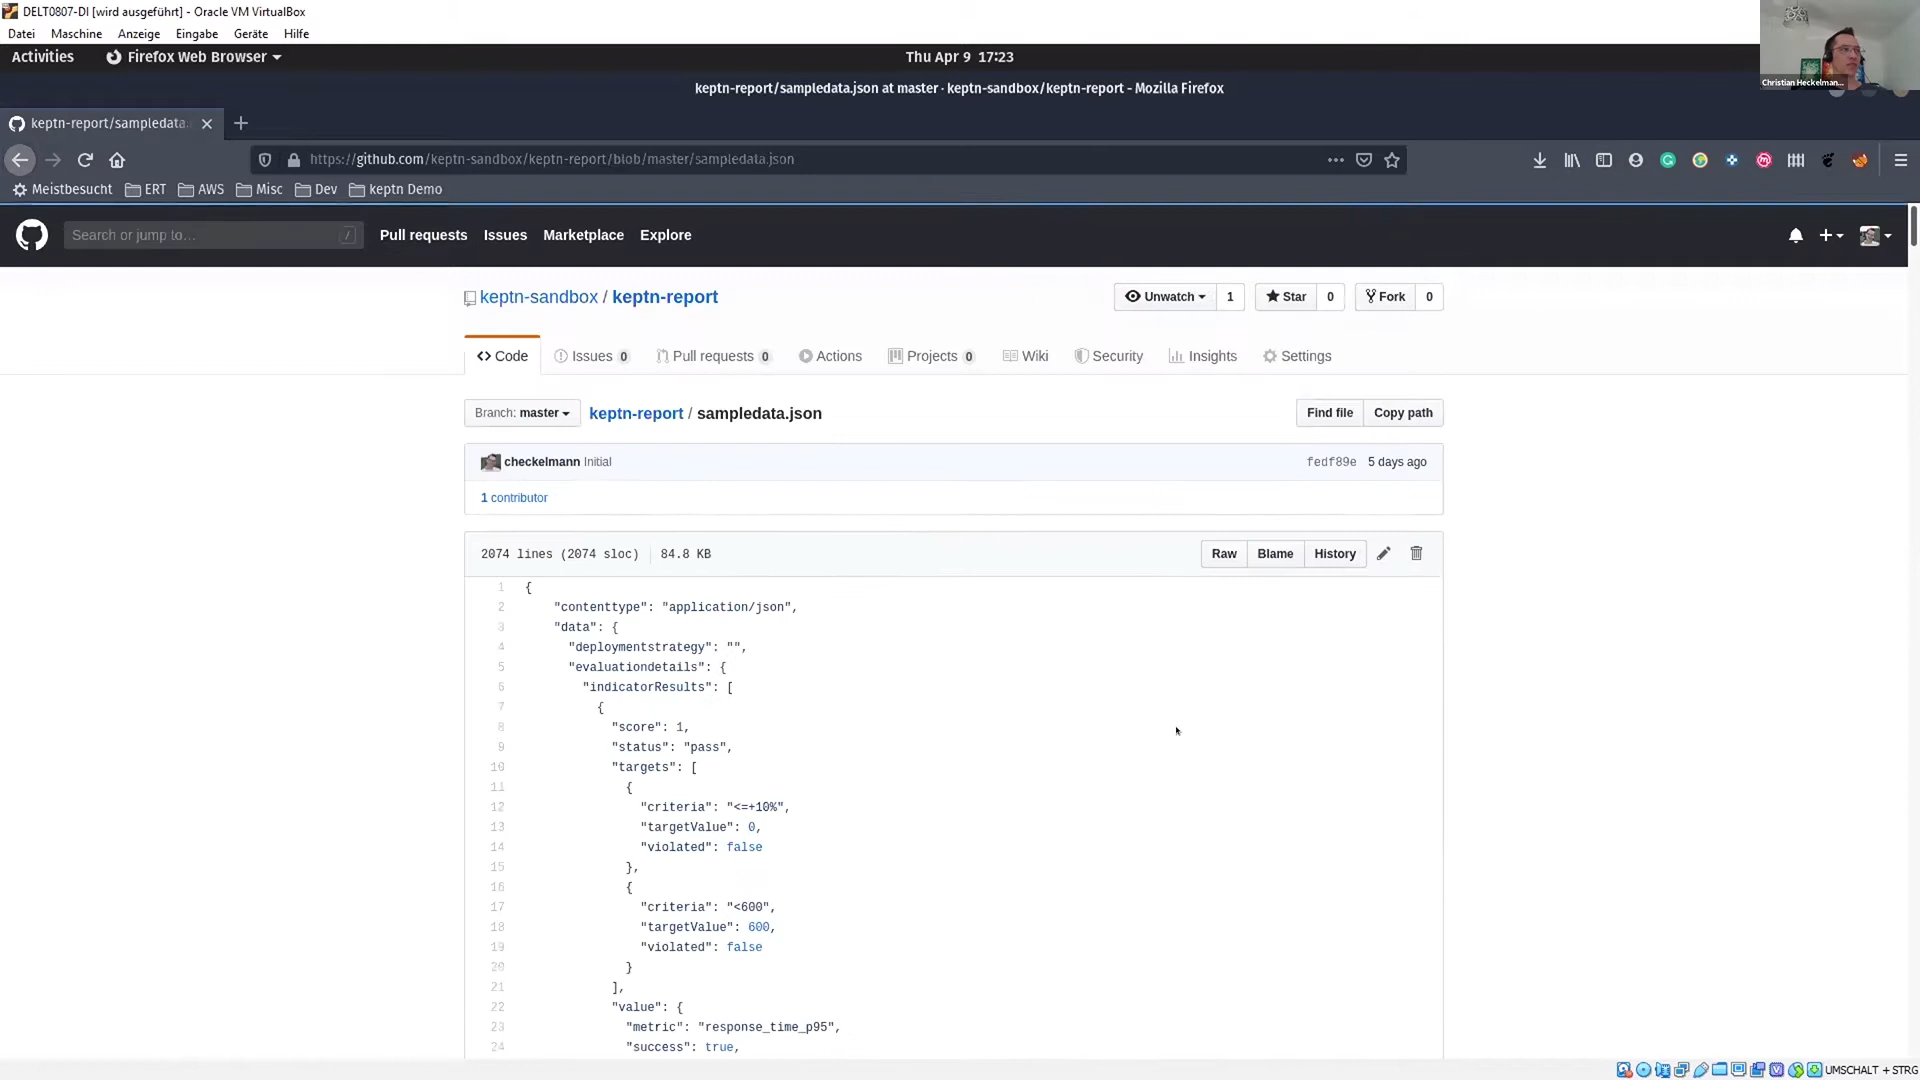 DELT0807-DI [wird ausgeführt] - Oracle VM VirtualBox
Datei Maschine Anzeige Eingabe Geräte Hilfe
Activities Firefox Web Browser Thu Apr 9 17:23
Christian Heckelman...
keptn-report/sampledata.json at master · keptn-sandbox/keptn-report - Mozilla Firefox
keptn-report/sampledata.
https://github.com/keptn-sandbox/keptn-report/blob/master/sampledata.json
Meistbesucht ERT AWS Misc Dev keptn Demo
Search or jump to... / Pull requests Issues Marketplace Explore
keptn-sandbox / keptn-report Unwatch 1 Star 0 Fork 0
Code Issues 0 Pull requests 0 Actions Projects 0 Wiki Security Insights Settings
Branch: master keptn-report / sampledata.json Find file Copy path
checkelmann Initial fedf89e 5 days ago
1 contributor
2074 lines (2074 sloc) 84.8 KB Raw Blame History
1 {
2 "contenttype": "application/json",
3 "data": {
4 "deploymentstrategy": "",
5 "evaluationdetails": {
6 "indicatorResults": [
7 {
8 "score": 1,
9 "status": "pass",
10 "targets": [
11 {
12 "criteria": "<=+10%",
13 "targetValue": 0,
14 "violated": false
15 },
16 {
17 "criteria": "<600",
18 "targetValue": 600,
19 "violated": false
20 }
21 ],
22 "value": {
23 "metric": "response_time_p95",
24 "success": true,
UMSCHALT + STRG